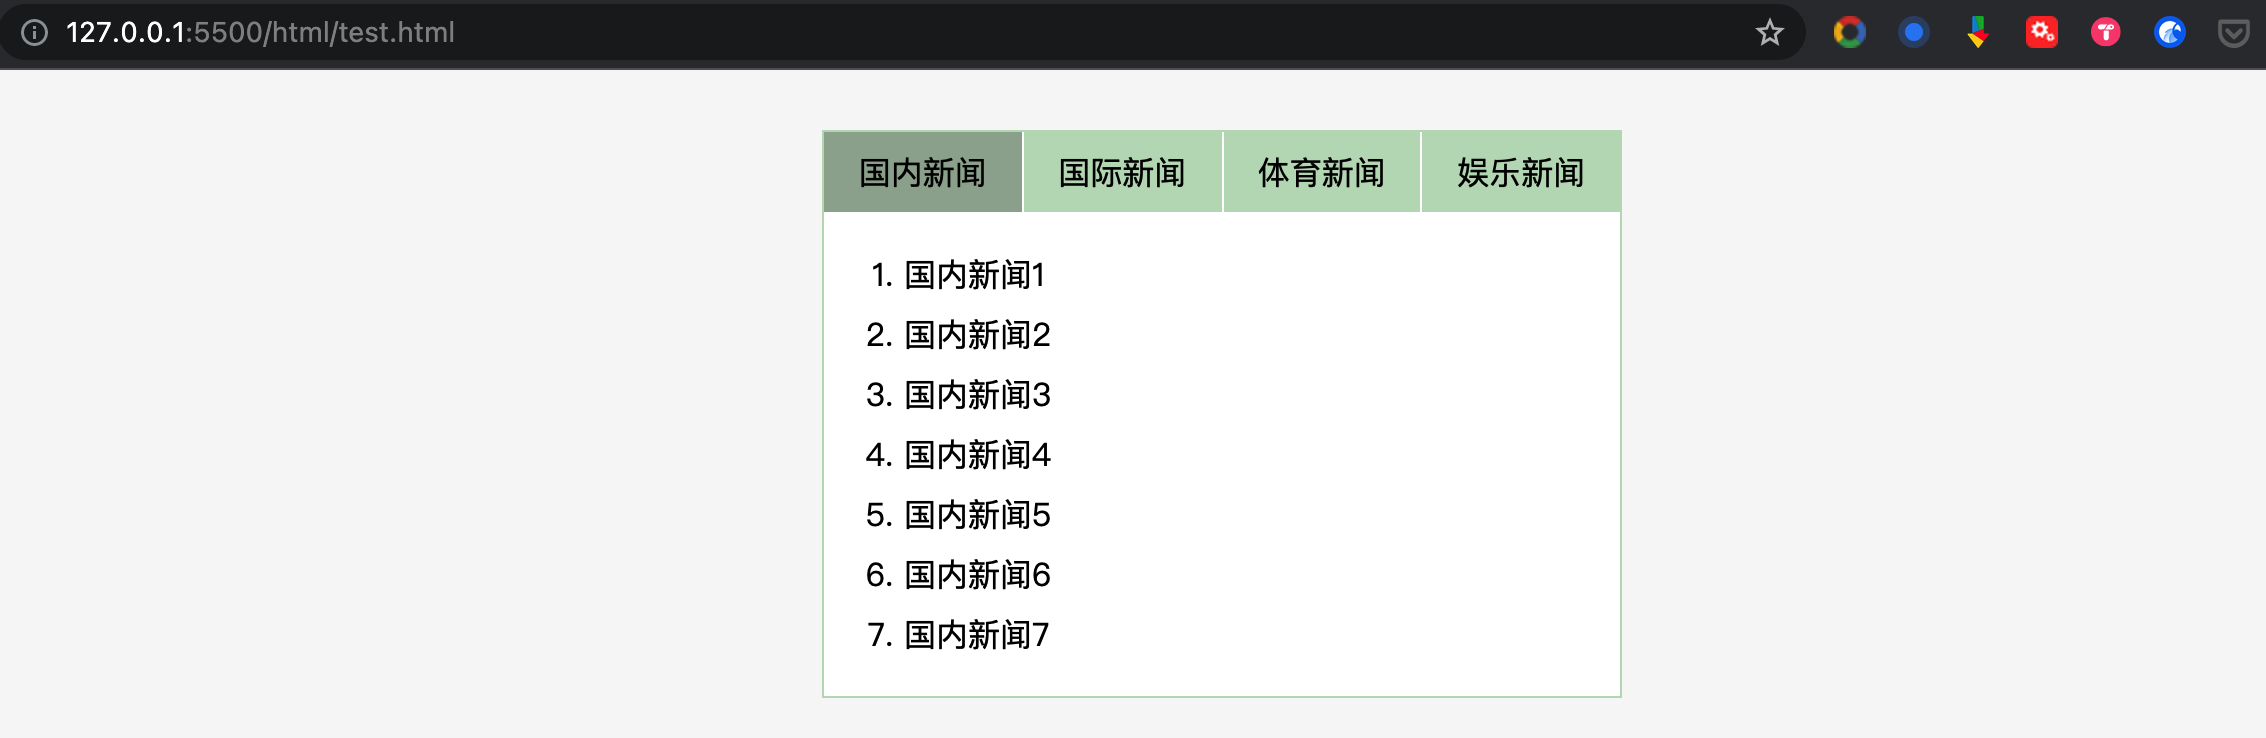 127.0.0.1:5500/html/test.html
国内新闻 国际新闻 体育新闻 娱乐新闻
1. 国内新闻1
2. 国内新闻2
3. 国内新闻3
4. 国内新闻4
5. 国内新闻5
6. 国内新闻6
7. 国内新闻7